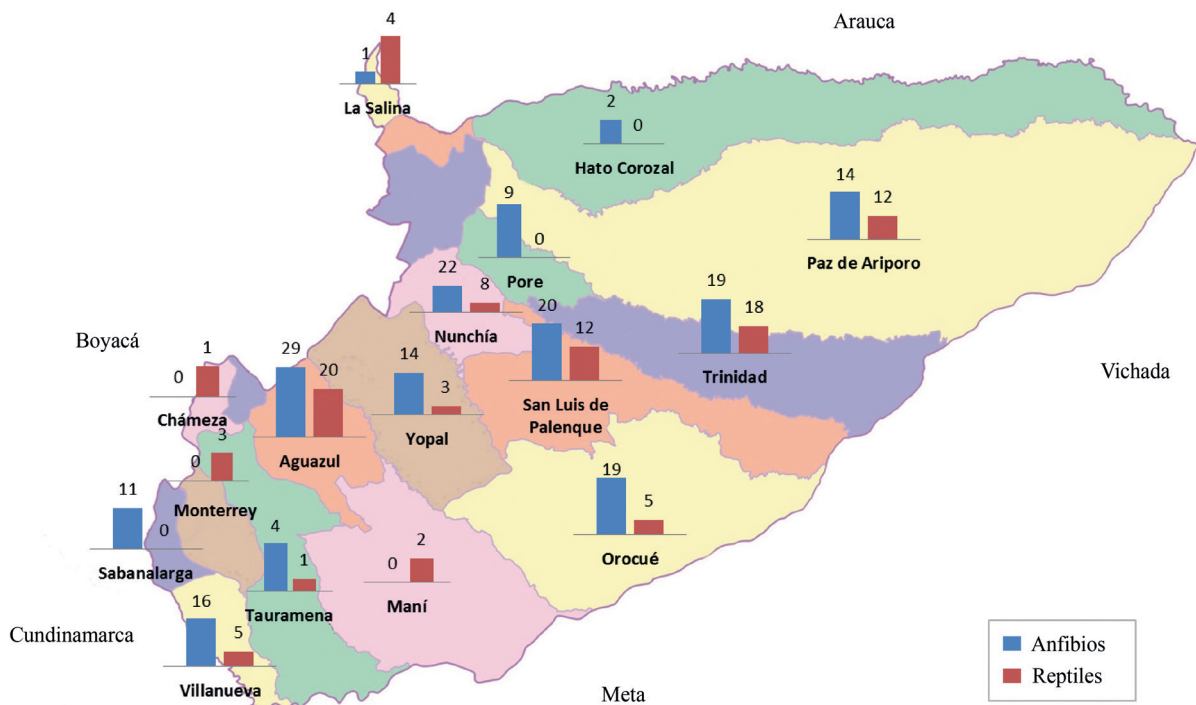 Arauca
4
1
La Salina
2
0
Hato Corozal
14
12
Paz de Ariporo
9
0
Pore
22
8
Nunchía
20
12
San Luis de
Palenque
19
18
Trinidad
Boyacá
Vichada
0
1
Chámeza
29
20
Aguazul
14
3
Yopal
0
3
Monterrey
11
0
Sabanalarga
4
1
Tauramena
0
2
Maní
19
5
Orocué
16
5
Villanueva
Cundinamarca
Meta
Anfibios
Reptiles